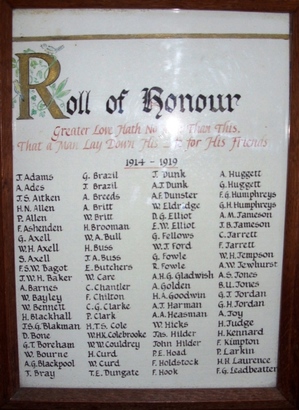 Roll of Honour
Greater Love Hath No Than This,
That a Man Lay Down His for His Friends
1914 - 1919
J. Adams
A. Ades
J.S. Aitken
H.N. Allen
P. Allen
F. Ashenden
G. Axell
W.H. Axell
S. Axell
F.S.W. Bagot
J.W.H. Baker
A. Barnes
W. Bayley
W. Bennett
H. Blackhall
J.S.G. Blakman
D. Bone
G.T. Boreham
W. Bourne
A.G. Blackpool
T. Bray
G. Brazil
J. Brazil
A. Breeds
A. Britt
W. Britt
H. Brooman
W.A. Bull
H. Buss
J.A. Buss
E. Butchers
W. Care
C. Chantler
F. Chilton
C.G. Clarke
P. Clark
H.T.S. Cole
W.H.K. Colebrooke
W.W. Couldrey
H. Curd
W. Curd
T.E. Dungate
J. Dunk
A.J. Dunk
A.F. Dunster
W. Eldridge
D.G. Elliot
E.W. Elliot
G. Fellows
W.J. Ford
G. Fowle
R. Fowle
A.H.G. Gladwish
A. Golden
H.A. Goodwin
A.T. Harman
A.A. Heasman
W. Hicks
Jas. Hilder
John Hilder
P.E. Hoad
F. Holdstock
F. Hook
A. Huggett
G. Huggett
F.G. Humphreys
G.H. Humphreys
A.M. Jameson
J.B. Jameson
C. Jarrett
F. Jarrett
W.H. Jempson
A.W. Jewhurst
A.S. Jones
B.U. Jones
G.T. Jordan
G.H. Jordan
A. Joy
H. Judge
H. Kennard
F. Kimpton
P. Larkin
H.H. Laurence
F.G. Leadbeatter